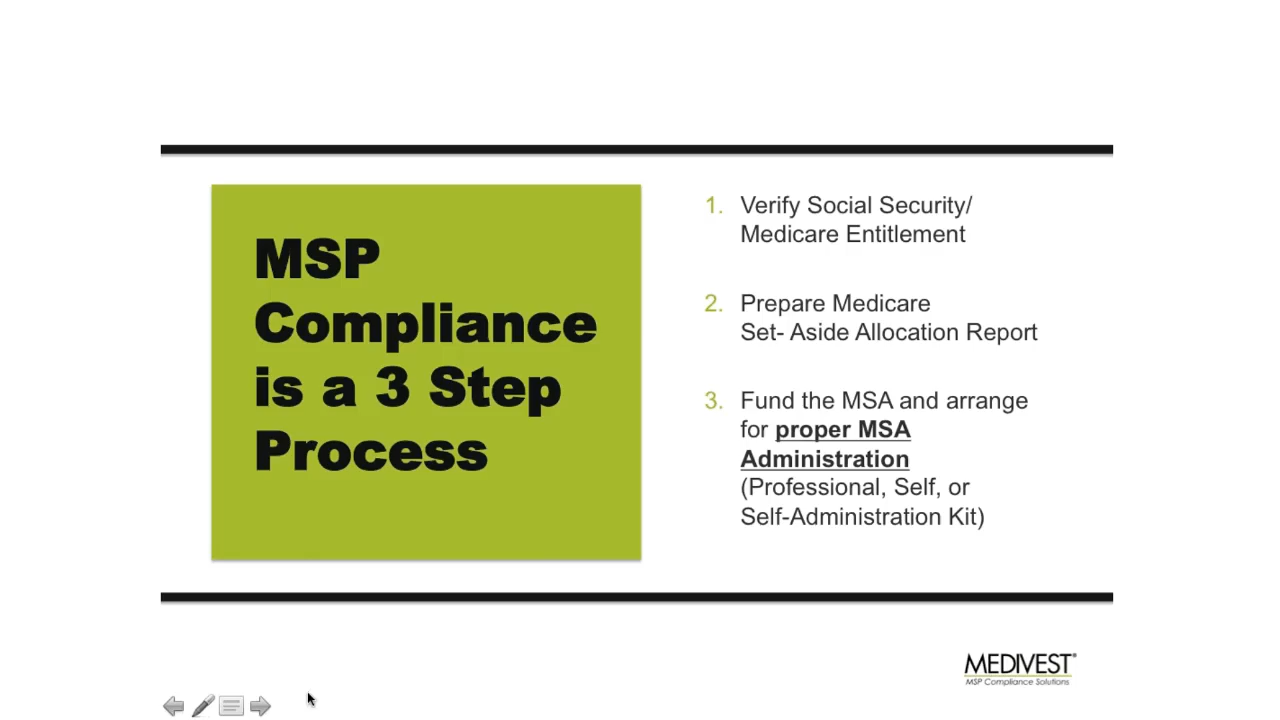 MSP
Compliance
is a 3 Step
Process
1. Verify Social Security/
Medicare Entitlement
2. Prepare Medicare
Set- Aside Allocation Report
3. Fund the MSA and arrange
for proper MSA
Administration
(Professional, Self, or
Self-Administration Kit)
MEDIVEST®
MSP Compliance Solutions